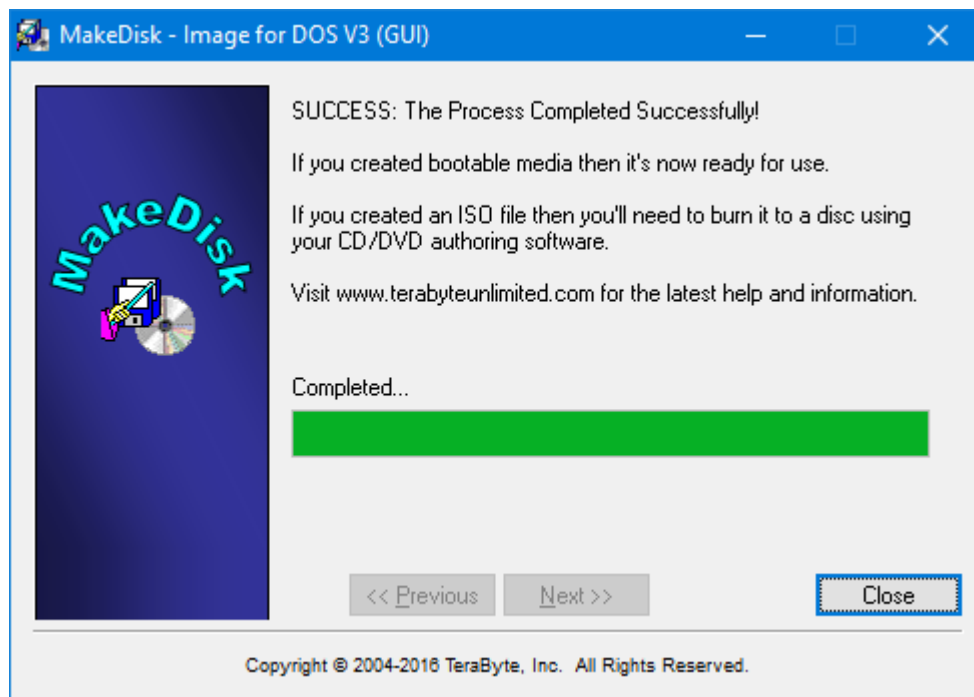 MakeDisk - Image for DOS V3 (GUI)
SUCCESS: The Process Completed Successfully!
If you created bootable media then it's now ready for use.
If you created an ISO file then you'll need to burn it to a disc using
your CD/DVD authoring software.
Visit www.terabyteunlimited.com for the latest help and information.
MakeDisk
Completed...
<< Previous
Next >>
Close
Copyright © 2004-2016 TeraByte, Inc. All Rights Reserved.